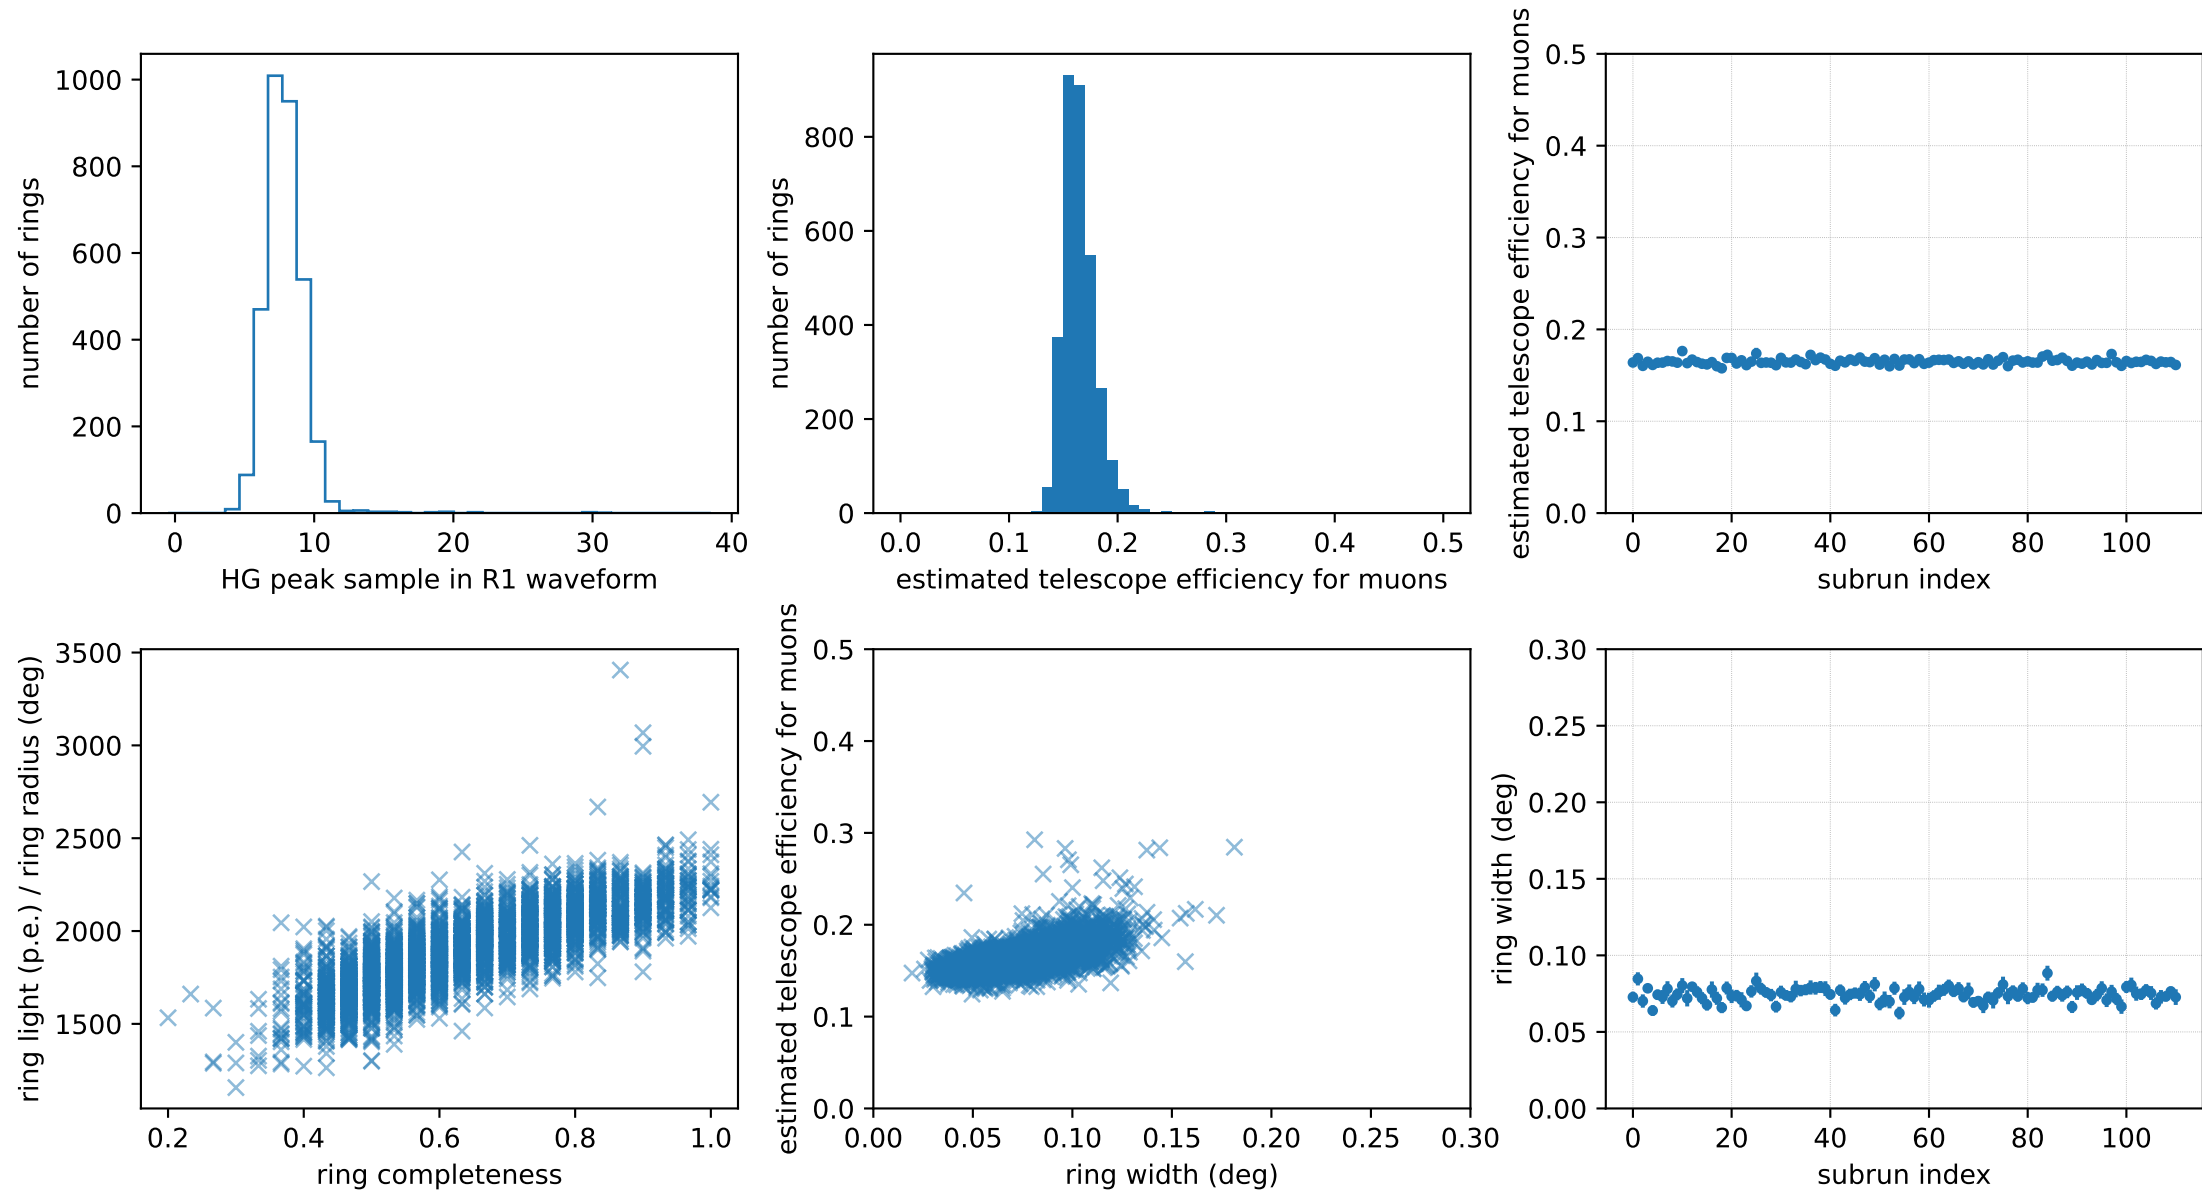 number of rings
1000
800
600
400
200
0
0 10 20 30 40
HG peak sample in R1 waveform
number of rings
800
600
400
200
0
0.0 0.1 0.2 0.3 0.4 0.5
estimated telescope efficiency for muons
estimated telescope efficiency for muons
0.5
0.4
0.3
0.2
0.1
0.0
0 20 40 60 80 100
subrun index
ring light (p.e.) / ring radius (deg)
3500
3000
2500
2000
1500
0.2 0.4 0.6 0.8 1.0
ring completeness
estimated telescope efficiency for muons
0.5
0.4
0.3
0.2
0.1
0.0
0.00 0.05 0.10 0.15 0.20 0.25 0.30
ring width (deg)
ring width (deg)
0.30
0.25
0.20
0.15
0.10
0.05
0.00
0 20 40 60 80 100
subrun index